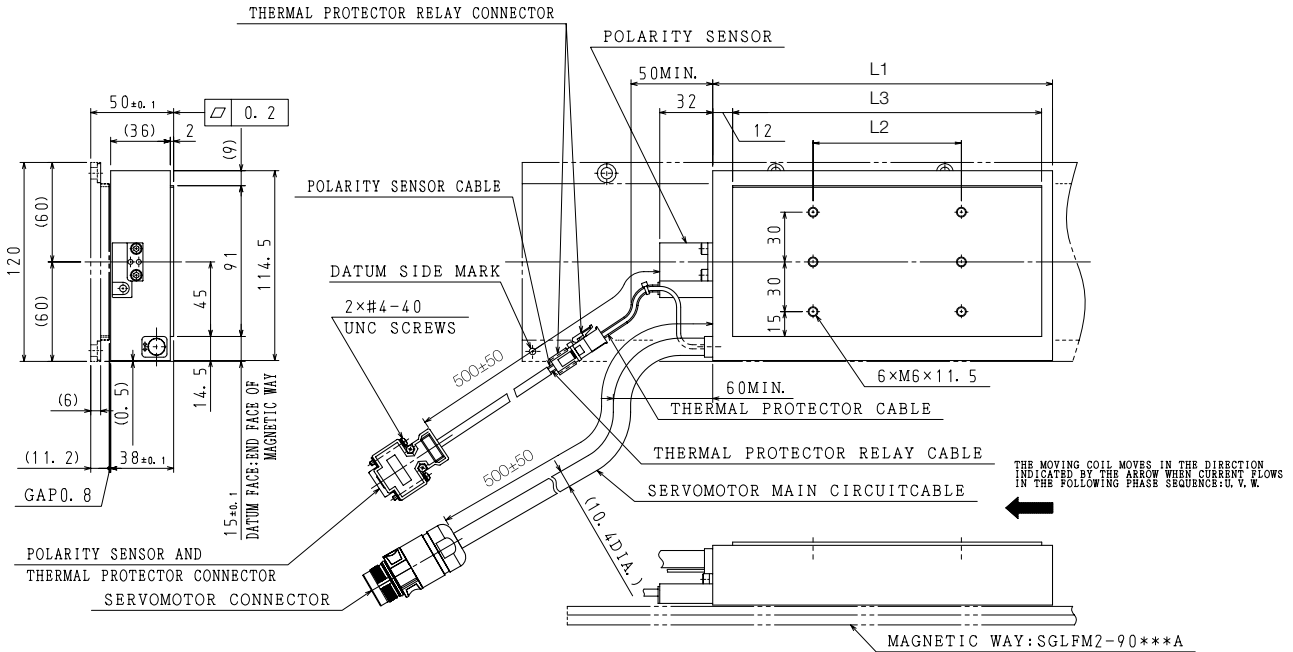 THERMAL PROTECTOR RELAY CONNECTOR
POLARITY SENSOR
50MIN.
L1
32
L3
12
L2
50±0.1
0.2
(36)
2
(9)
POLARITY SENSOR CABLE
120
(60)
(60)
91
114.5
45
14.5
DATUM SIDE MARK
2×#4-40
UNC SCREWS
30
30
15
500±50
6×M6×11.5
60MIN.
THERMAL PROTECTOR CABLE
(6)
(0.5)
(11.2)
38±0.1
GAP0.8
15±0.1
DATUM FACE:END FACE OF
MAGNETIC WAY
500±50
THERMAL PROTECTOR RELAY CABLE
SERVOMOTOR MAIN CIRCUITCABLE
(10.4DIA.)
THE MOVING COIL MOVES IN THE DIRECTION
INDICATED BY THE ARROW WHEN CURRENT FLOWS
IN THE FOLLOWING PHASE SEQUENCE:U.V.W.
POLARITY SENSOR AND
THERMAL PROTECTOR CONNECTOR
SERVOMOTOR CONNECTOR
MAGNETIC WAY:SGLFM2-90***A